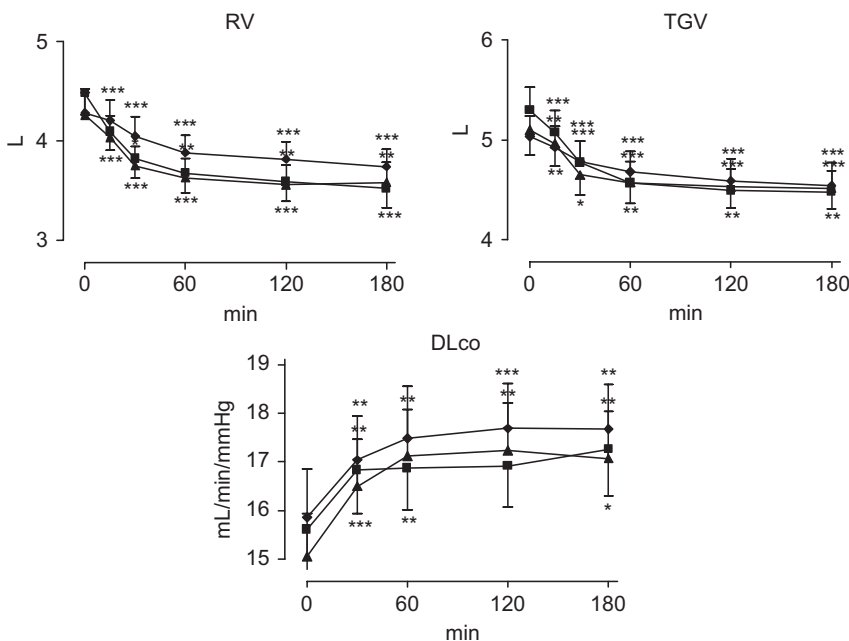 RV
5
4
3
L
*** *** *** *** ***
* ** ** **
*** *** *** *** ***
0 60 120 180
min
TGV
6
5
4
L
*** *** *** *** ***
** *** *** *** ***
** * ** ** **
0 60 120 180
min
DLco
19
18
17
16
15
mL/min/mmHg
** ** *** **
** ** **
*** ** *
0 60 120 180
min